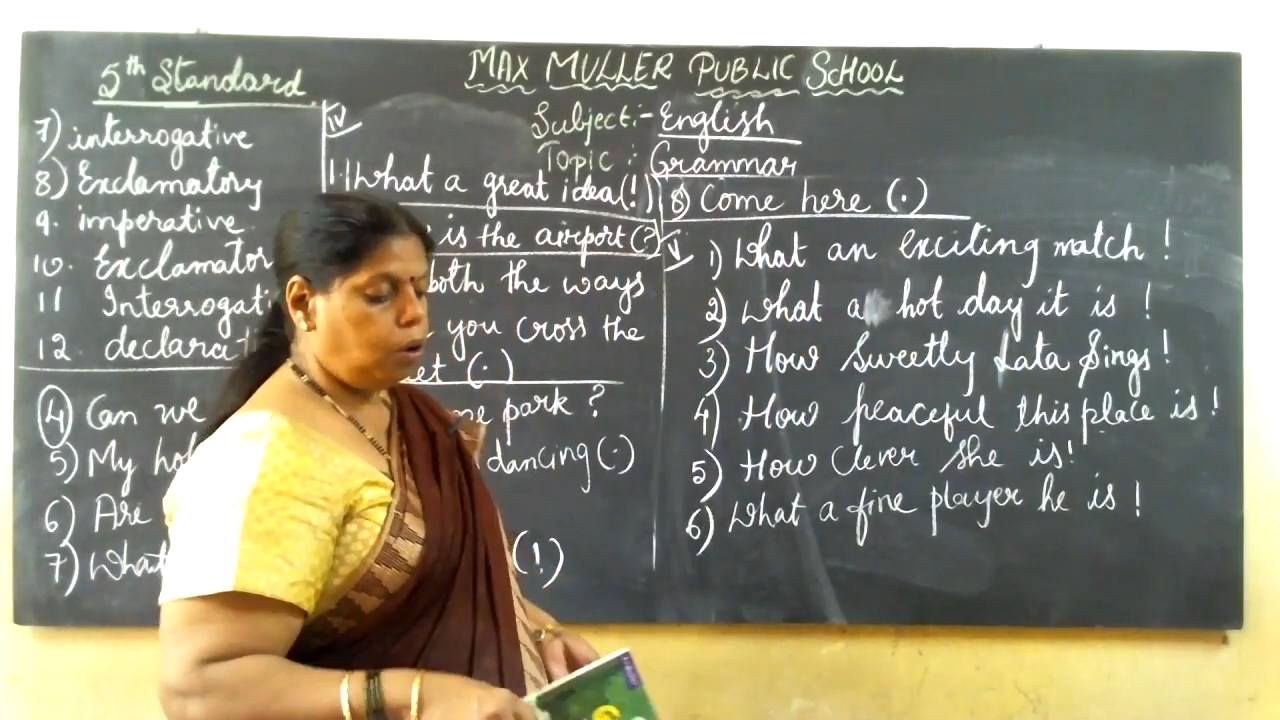 5th Standard
MAX MULLER PUBLIC SCHOOL
Subject:- English
Topic: Grammar
7) interrogative
8) Exclamatory
9. imperative
10. Exclamator
11 Interrogati
12. declarati
4) Can we
5) My
6) Are
7) What
IV
1. What a great idea(!)
is the airport(?)
both the ways
you cross the
(.)
park?
dancing(.)
(!)
8) Come here (.)
V
1) What an exciting match!
2) What a hot day it is!
3) How Sweetly Lata Sings!
4) How peaceful this place is!
5) How Clever She is!
6) What a fine player he is!